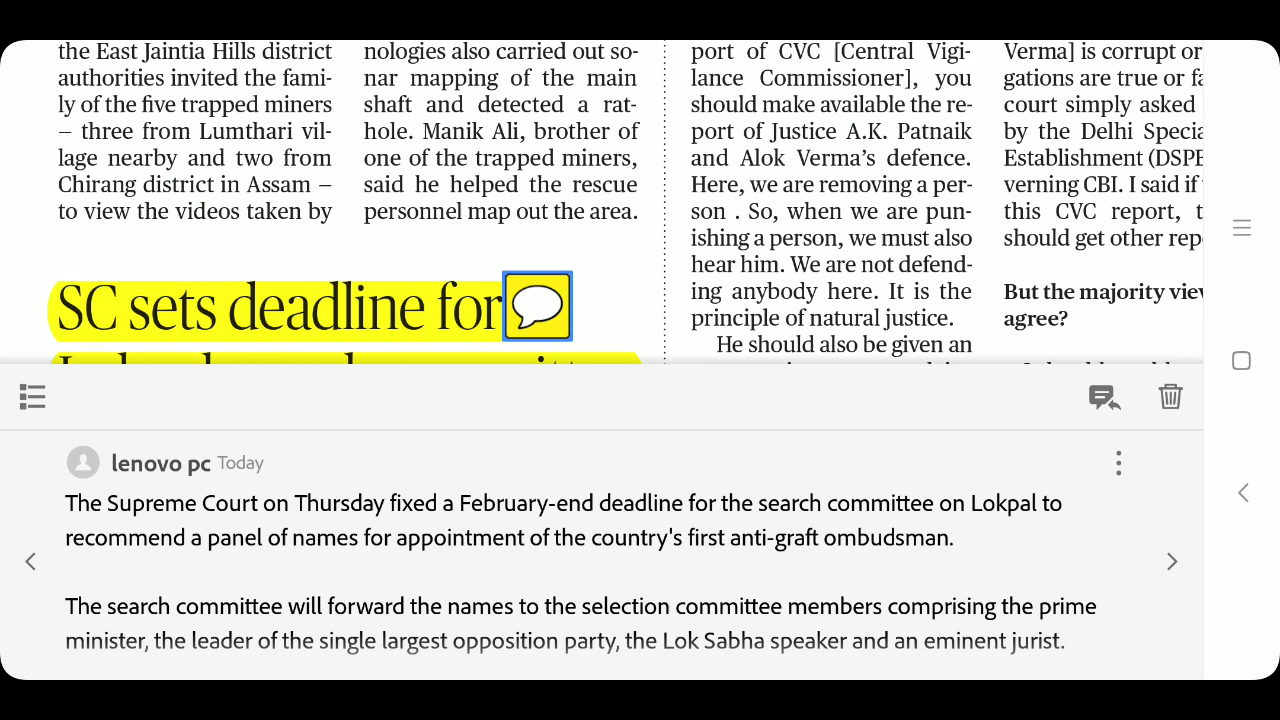 the East Jaintia Hills district
authorities invited the fami-
ly of the five trapped miners
– three from Lumthari vil-
lage nearby and two from
Chirang district in Assam –
to view the videos taken by
nologies also carried out so-
nar mapping of the main
shaft and detected a rat-
hole. Manik Ali, brother of
one of the trapped miners,
said he helped the rescue
personnel map out the area.
SC sets deadline for
port of CVC [Central Vigi-
lance Commissioner], you
should make available the re-
port of Justice A.K. Patnaik
and Alok Verma’s defence.
Here, we are removing a per-
son . So, when we are pun-
ishing a person, we must also
hear him. We are not defend-
ing anybody here. It is the
principle of natural justice.
He should also be given an
Verma] is corrupt or
gations are true or
court simply asked
by the Delhi
Establishment
verning CBI. I said if
this CVC report,
should get other
But the majority
agree?
lenovo pc Today
The Supreme Court on Thursday fixed a February-end deadline for the search committee on Lokpal to
recommend a panel of names for appointment of the country's first anti-graft ombudsman.
The search committee will forward the names to the selection committee members comprising the prime
minister, the leader of the single largest opposition party, the Lok Sabha speaker and an eminent jurist.